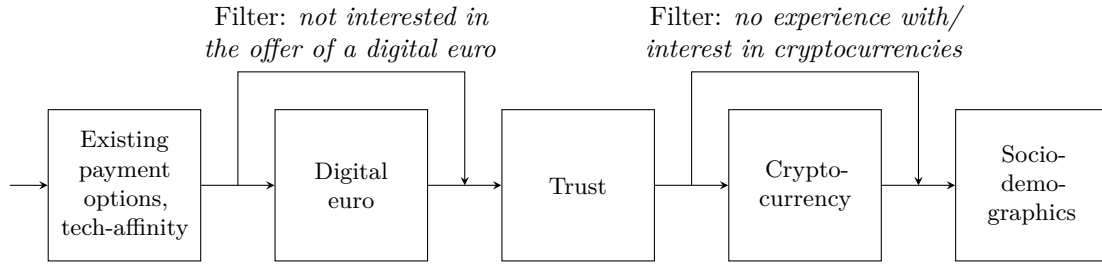 Filter: not interested in
the offer of a digital euro
Filter: no experience with/
interest in cryptocurrencies
Existing
payment
options,
tech-affinity
Digital
euro
Trust
Crypto-
currency
Socio-
demo-
graphics